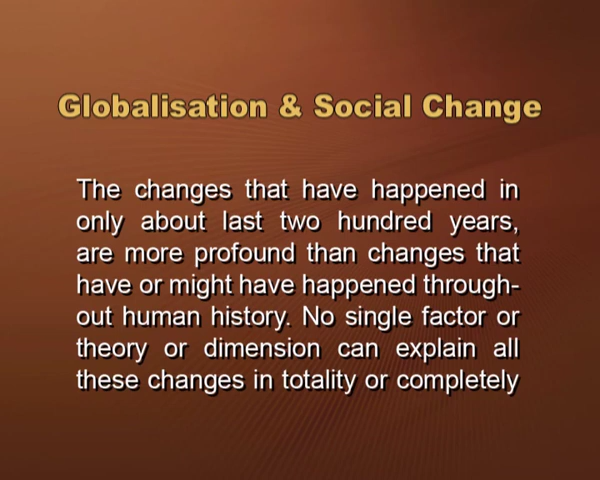 Globalisation & Social Change
The changes that have happened in
only about last two hundred years,
are more profound than changes that
have or might have happened through-
out human history. No single factor or
theory or dimension can explain all
these changes in totality or completely